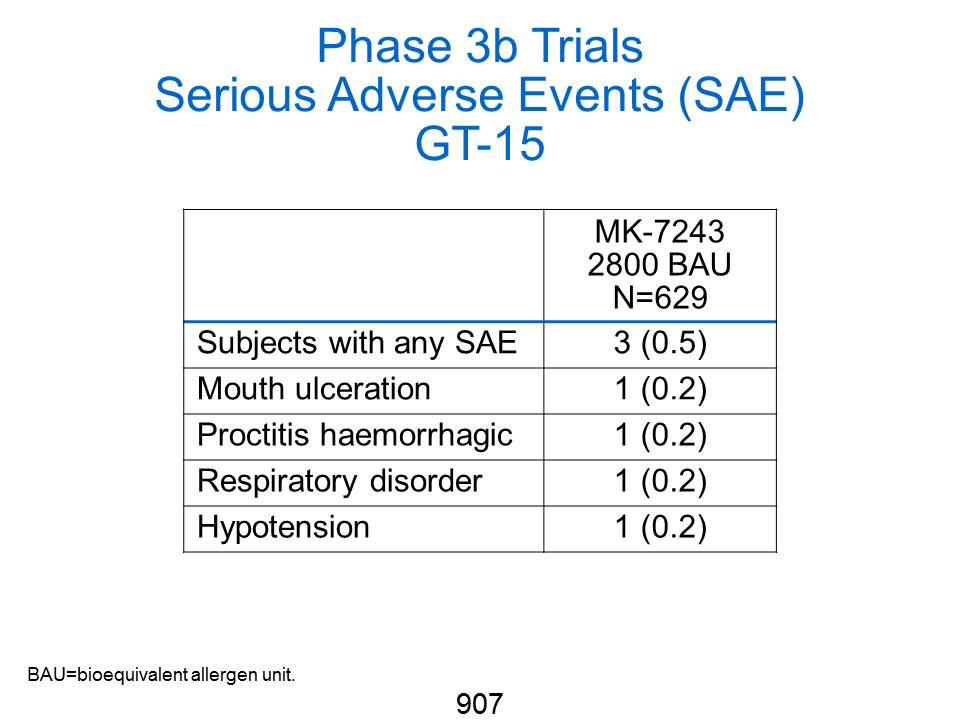 Phase 3b Trials
Serious Adverse Events (SAE)
GT-15
MK-7243
2800 BAU
N=629
Subjects with any SAE 3 (0.5)
Mouth ulceration 1 (0.2)
Proctitis haemorrhagic 1 (0.2)
Respiratory disorder 1 (0.2)
Hypotension 1 (0.2)
BAU=bioequivalent allergen unit.
907